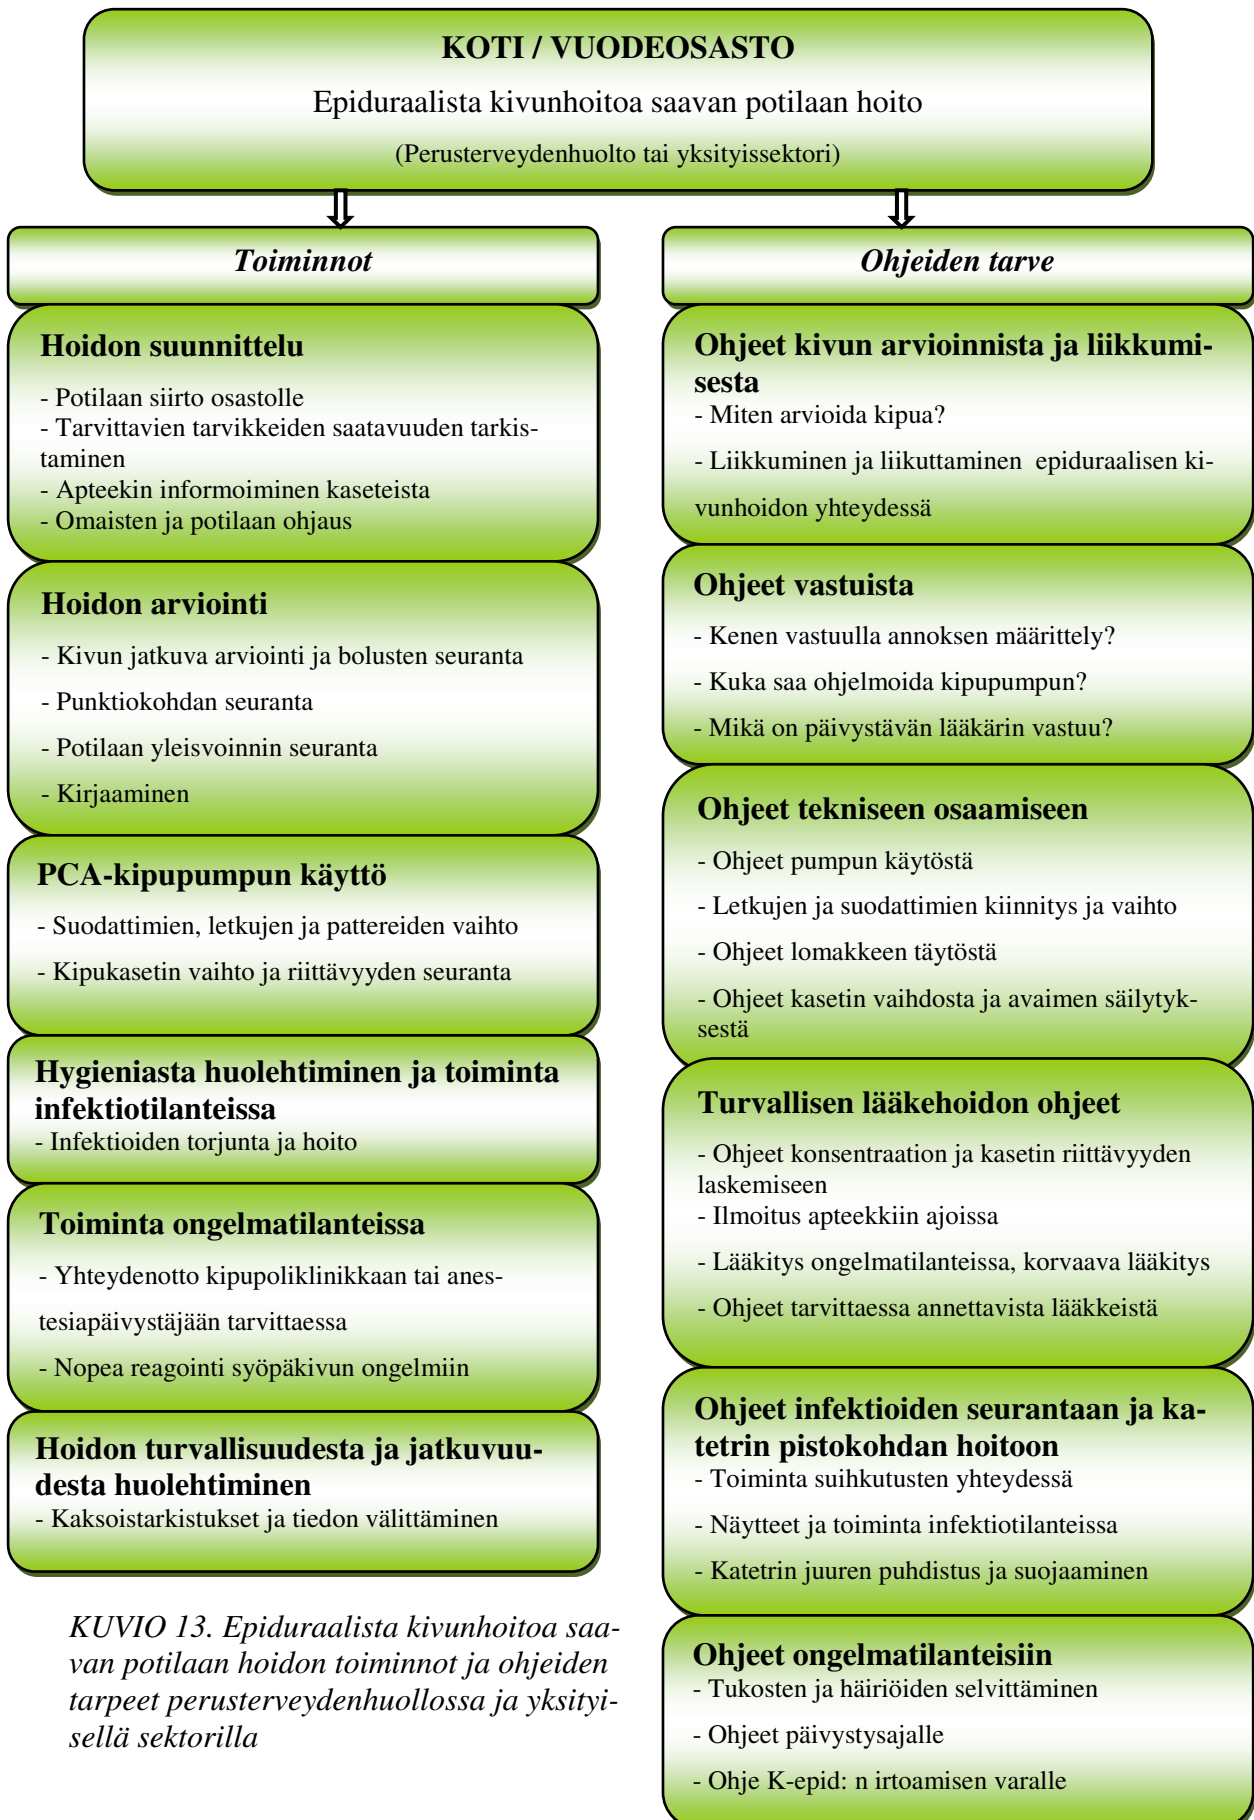 KOTI / VUODEOSASTO
Epiduraalista kivunhoitoa saavan potilaan hoito
(Perusterveydenhuolto tai yksityissektori)
Toiminnot
Hoidon suunnittelu
- Potilaan siirto osastolle
- Tarvittavien tarvikkeiden saatavuuden tarkis-
taminen
- Apteekin informoiminen kaseteista
- Omaisten ja potilaan ohjaus
Hoidon arviointi
- Kivun jatkuva arviointi ja bolusten seuranta
- Punktiokohdan seuranta
- Potilaan yleisvoinnin seuranta
- Kirjaaminen
PCA-kipupumpun käyttö
- Suodattimien, letkujen ja pattereiden vaihto
- Kipukasetin vaihto ja riittävyyden seuranta
Hygieniasta huolehtiminen ja toiminta
infektiotilanteissa
- Infektioiden torjunta ja hoito
Toiminta ongelmatilanteissa
- Yhteydenotto kipupoliklinikkaan tai anes-
tesiapäivystäjään tarvittaessa
- Nopea reagointi syöpäkivun ongelmiin
Hoidon turvallisuudesta ja jatkuvuu-
desta huolehtiminen
- Kaksoistarkistukset ja tiedon välittäminen
Ohjeiden tarve
Ohjeet kivun arvioinnista ja liikkumi-
sesta
- Miten arvioida kipua?
- Liikkuminen ja liikuttaminen  epiduraalisen ki-
vunhoidon yhteydessä
Ohjeet vastuista
- Kenen vastuulla annoksen määrittely?
- Kuka saa ohjelmoida kipupumpun?
- Mikä on päivystävän lääkärin vastuu?
Ohjeet tekniseen osaamiseen
- Ohjeet pumpun käytöstä
- Letkujen ja suodattimien kiinnitys ja vaihto
- Ohjeet lomakkeen täytöstä
- Ohjeet kasetin vaihdosta ja avaimen säilytyk-
sestä
Turvallisen lääkehoidon ohjeet
- Ohjeet konsentraation ja kasetin riittävyyden
laskemiseen
- Ilmoitus apteekkiin ajoissa
- Lääkitys ongelmatilanteissa, korvaava lääkitys
- Ohjeet tarvittaessa annettavista lääkkeistä
Ohjeet infektioiden seurantaan ja ka-
tetrin pistokohdan hoitoon
- Toiminta suihkutusten yhteydessä
- Näytteet ja toiminta infektiotilanteissa
- Katetrin juuren puhdistus ja suojaaminen
Ohjeet ongelmatilanteisiin
- Tukosten ja häiriöiden selvittäminen
- Ohjeet päivystysajalle
- Ohje K-epid: n irtoamisen varalle
KUVIO 13. Epiduraalista kivunhoitoa saa-
van potilaan hoidon toiminnot ja ohjeiden
tarpeet perusterveydenhuollossa ja yksityi-
sellä sektorilla